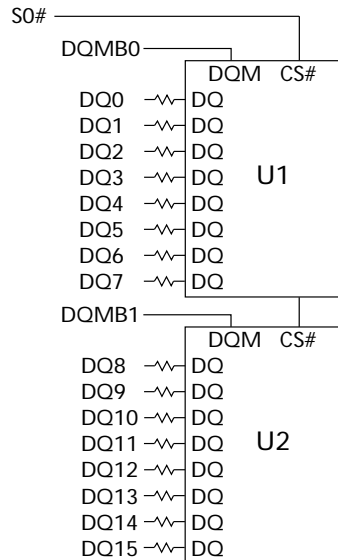 S0#
DQMB0
DQM CS#
DQ0 DQ
DQ1 DQ
DQ2 DQ
DQ3 DQ U1
DQ4 DQ
DQ5 DQ
DQ6 DQ
DQ7 DQ
DQMB1
DQM CS#
DQ8 DQ
DQ9 DQ
DQ10 DQ
DQ11 DQ U2
DQ12 DQ
DQ13 DQ
DQ14 DQ
DQ15 DQ